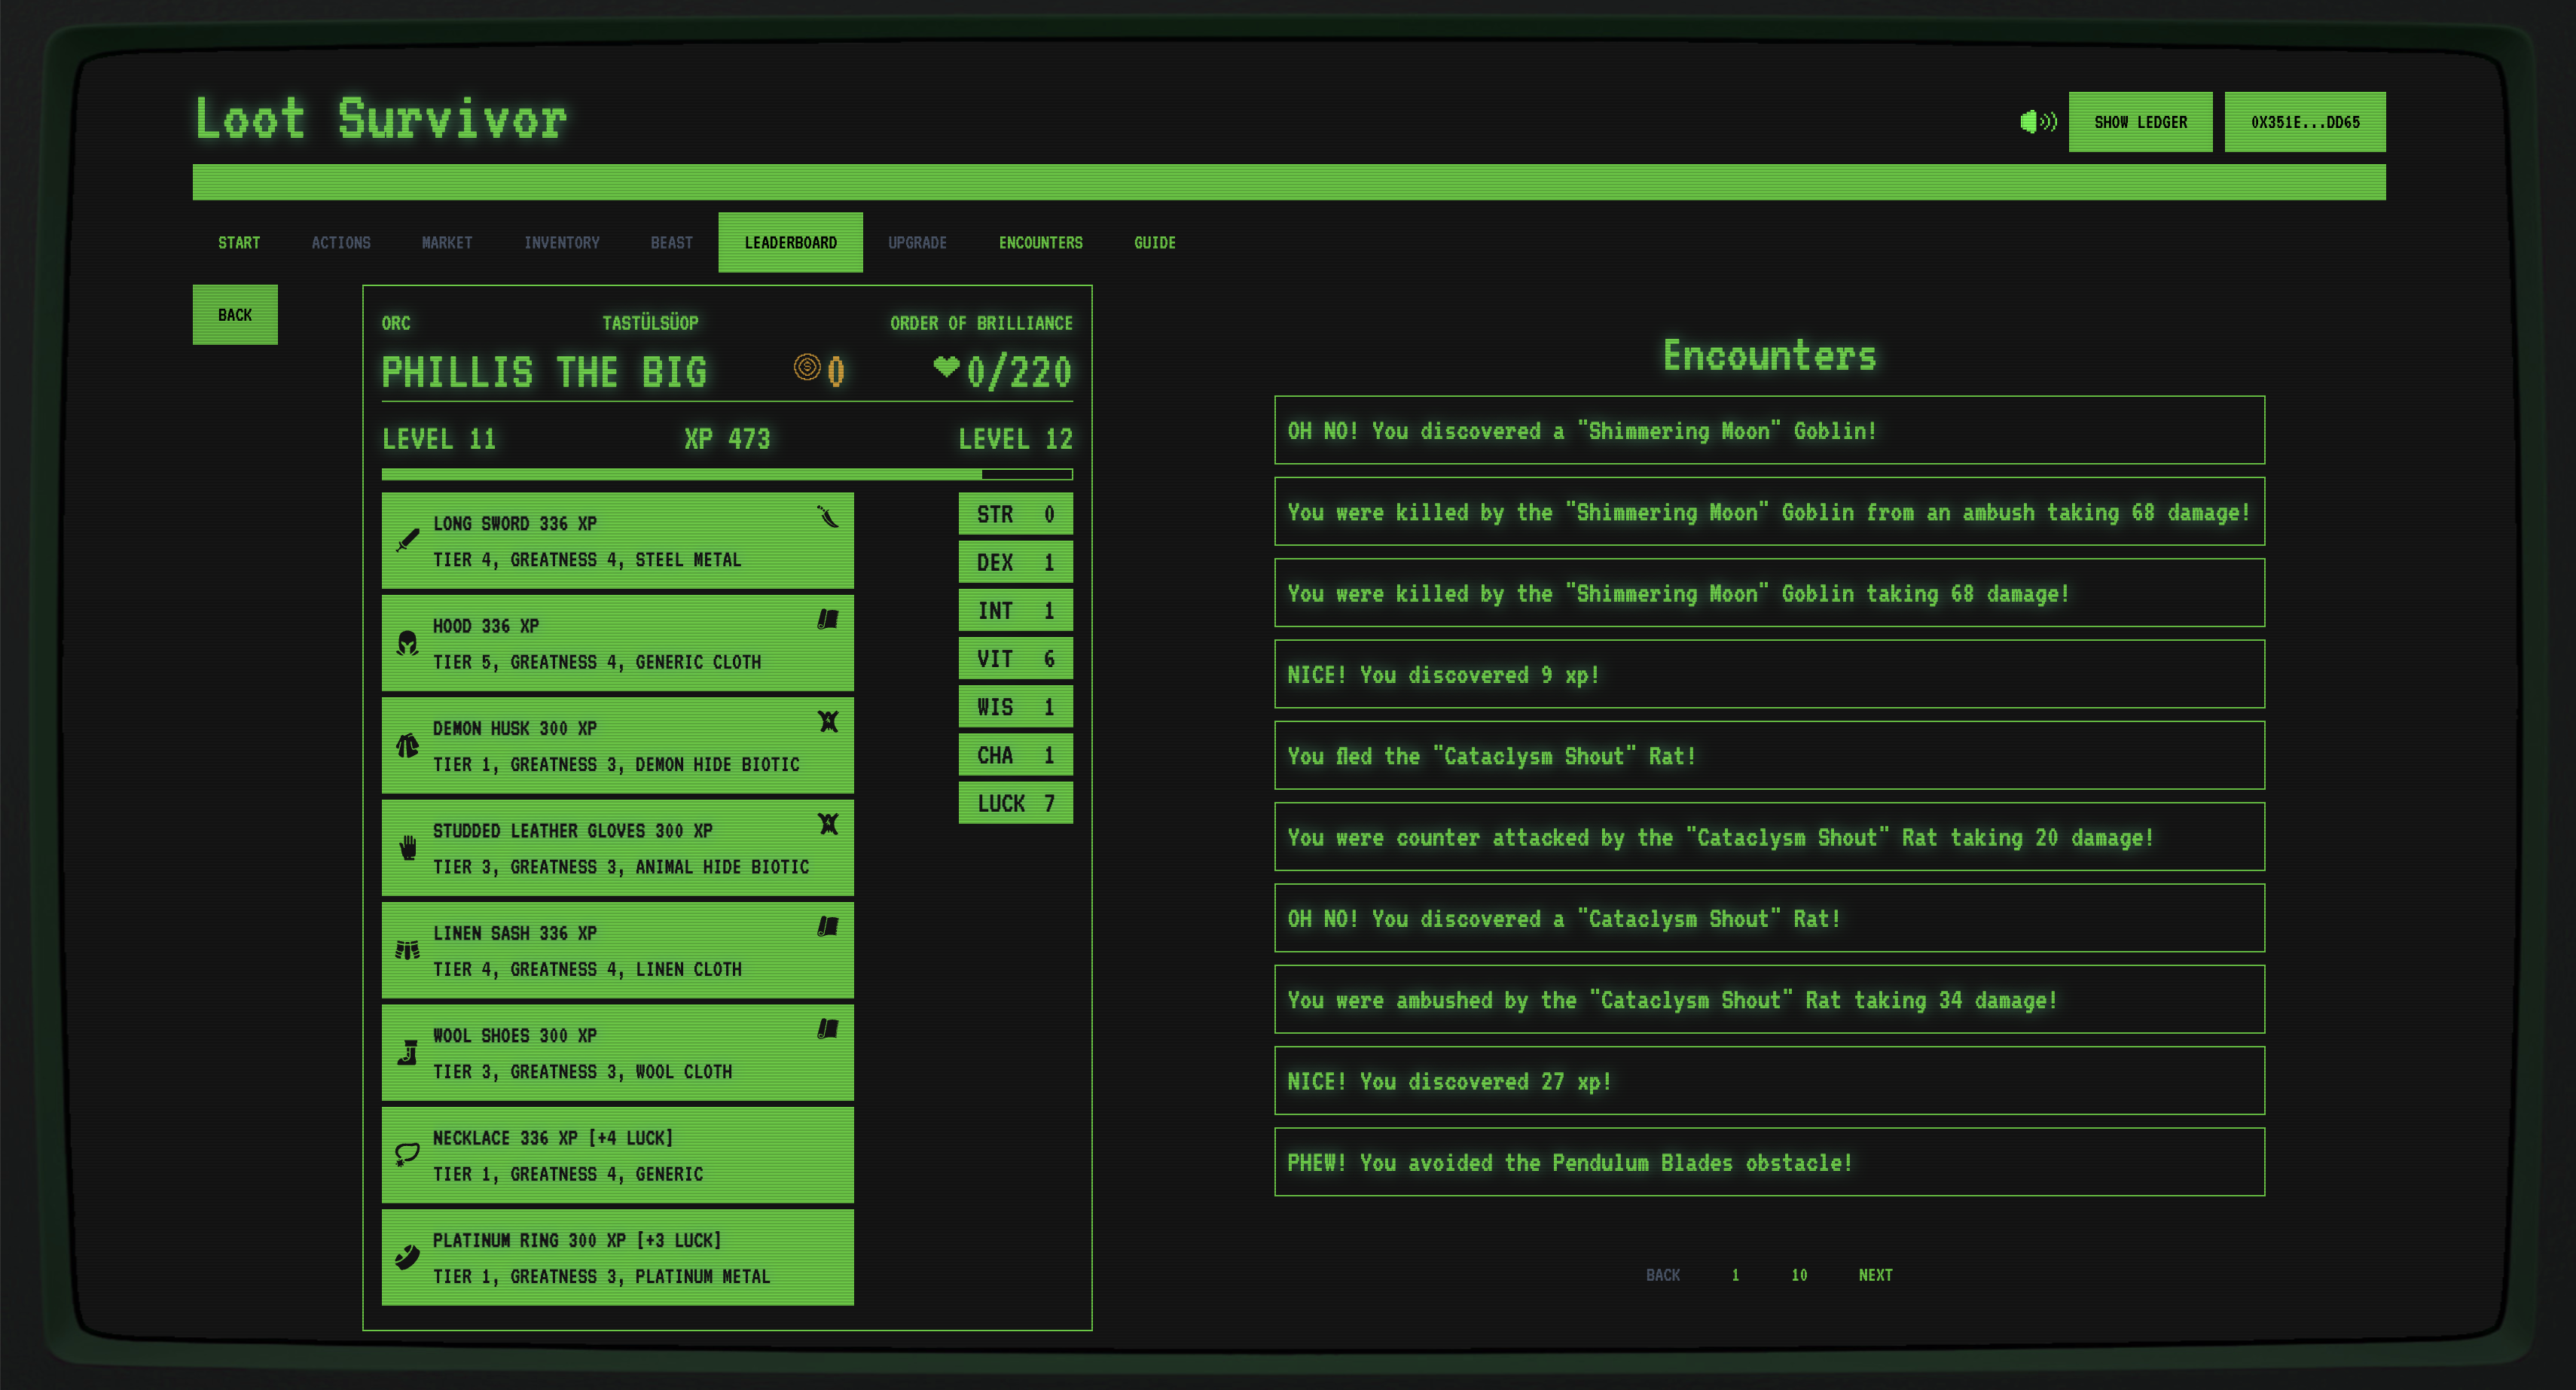 Loot Survivor
SHOW LEDGER
0X351E...DD65
START ACTIONS MARKET INVENTORY BEAST LEADERBOARD UPGRADE ENCOUNTERS GUIDE
BACK
ORC TASTÜLSÜOP ORDER OF BRILLIANCE
PHILLIS THE BIG 0 0/220
LEVEL 11 XP 473 LEVEL 12
LONG SWORD 336 XP
TIER 4, GREATNESS 4, STEEL METAL
HOOD 336 XP
TIER 5, GREATNESS 4, GENERIC CLOTH
DEMON HUSK 300 XP
TIER 1, GREATNESS 3, DEMON HIDE BIOTIC
STUDDED LEATHER GLOVES 300 XP
TIER 3, GREATNESS 3, ANIMAL HIDE BIOTIC
LINEN SASH 336 XP
TIER 4, GREATNESS 4, LINEN CLOTH
WOOL SHOES 300 XP
TIER 3, GREATNESS 3, WOOL CLOTH
NECKLACE 336 XP [+4 LUCK]
TIER 1, GREATNESS 4, GENERIC
PLATINUM RING 300 XP [+3 LUCK]
TIER 1, GREATNESS 3, PLATINUM METAL
STR 0
DEX 1
INT 1
VIT 6
WIS 1
CHA 1
LUCK 7
Encounters
OH NO! You discovered a "Shimmering Moon" Goblin!
You were killed by the "Shimmering Moon" Goblin from an ambush taking 68 damage!
You were killed by the "Shimmering Moon" Goblin taking 68 damage!
NICE! You discovered 9 xp!
You fled the "Cataclysm Shout" Rat!
You were counter attacked by the "Cataclysm Shout" Rat taking 20 damage!
OH NO! You discovered a "Cataclysm Shout" Rat!
You were ambushed by the "Cataclysm Shout" Rat taking 34 damage!
NICE! You discovered 27 xp!
PHEW! You avoided the Pendulum Blades obstacle!
BACK 1 10 NEXT